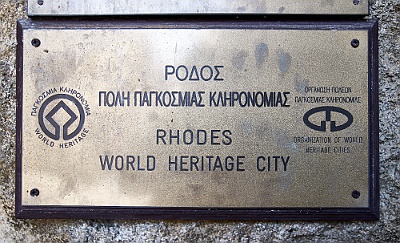 ΡΟΔΟΣ
ΠΟΛΗ ΠΑΓΚΟΣΜΙΑΣ ΚΛΗΡΟΝΟΜΙΑΣ
RHODES
WORLD HERITAGE CITY
ΠΑΓΚΟΣΜΙΑ ΚΛΗΡΟΝΟΜΙΑ
WORLD HERITAGE
ΟΡΓΑΝΩΣΗ ΠΟΛΕΩΝ
ΠΑΓΚΟΣΜΙΑΣ ΚΛΗΡΟΝΟΜΙΑΣ
ORGANIZATION OF WORLD
HERITAGE CITIES